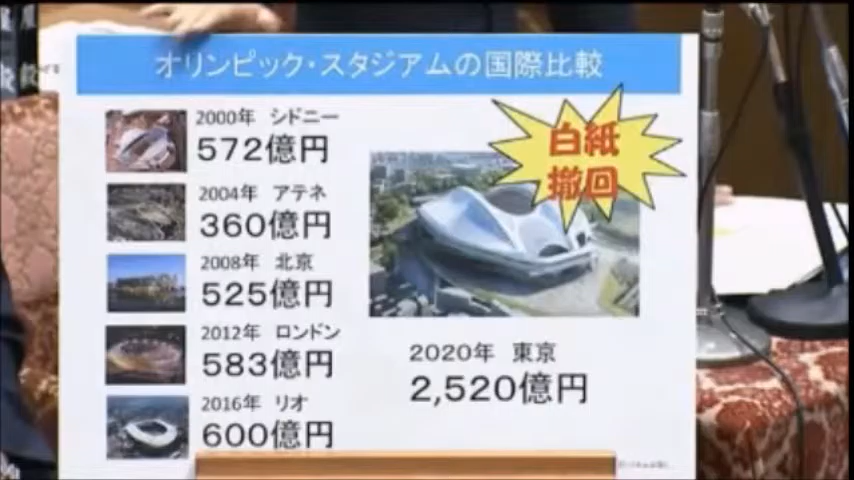 オリンピック・スタジアムの国際比較
2000年 シドニー
572億円
2004年 アテネ
360億円
2008年 北京
525億円
2012年 ロンドン
583億円
2016年 リオ
600億円
白紙
撤回
2020年 東京
2,520億円